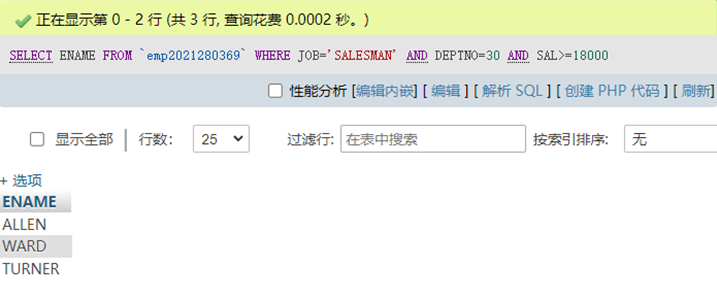 正在显示第 0 - 2 行 (共 3 行, 查询花费 0.0002 秒。)
SELECT ENAME FROM `emp2021280369` WHERE JOB='SALESMAN' AND DEPTNO=30 AND SAL>=18000
性能分析 [编辑内嵌] [ 编辑 ] [ 解析 SQL ] [ 创建 PHP 代码 ] [ 刷新]
显示全部 | 行数: 25 过滤行: 在表中搜索 按索引排序: 无
+ 选项
ENAME
ALLEN
WARD
TURNER